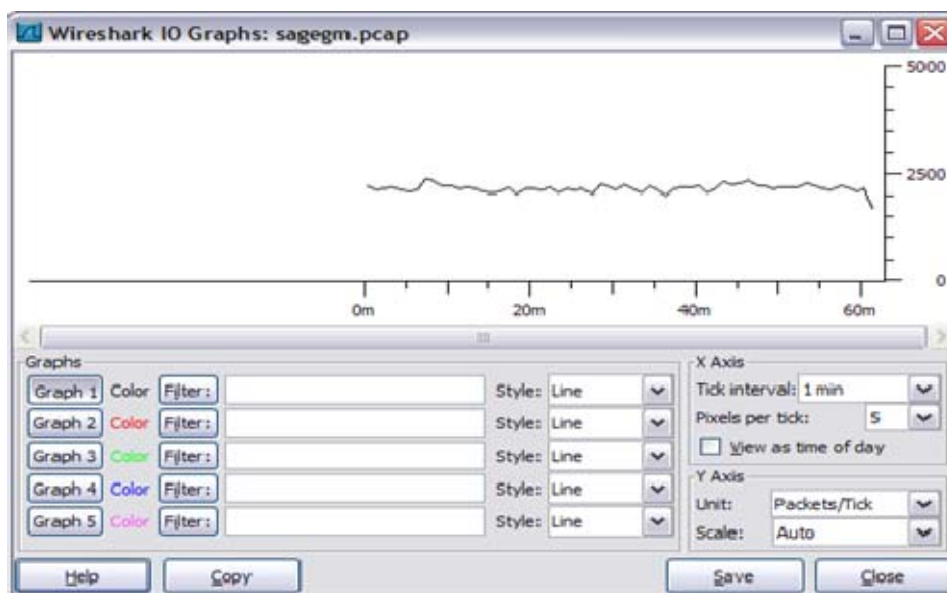 Wireshark IO Graphs: sagegm.pcap
5000
2500
0
0m 20m 40m 60m
Graphs
Graph 1 Color Filter: Style: Line
Graph 2 Color Filter: Style: Line
Graph 3 Color Filter: Style: Line
Graph 4 Color Filter: Style: Line
Graph 5 Color Filter: Style: Line
X Axis
Tick interval: 1 min
Pixels per tick: 5
View as time of day
Y Axis
Unit: Packets/Tick
Scale: Auto
Help Copy Save Close